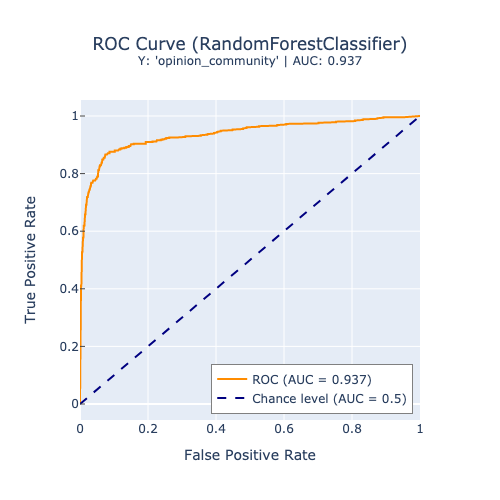 ROC Curve (RandomForestClassifier)
Y: 'opinion_community' | AUC: 0.937
True Positive Rate
1
0.8
0.6
0.4
0.2
0
0
0.2
0.4
0.6
0.8
1
ROC (AUC = 0.937)
Chance level (AUC = 0.5)
False Positive Rate